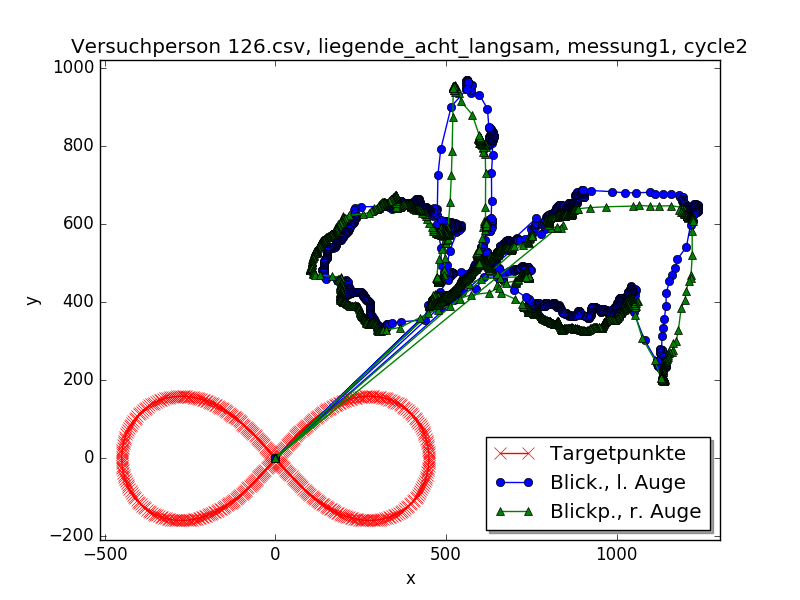 Versuchperson 126.csv, liegende_acht_langsam, messung1, cycle2
1000
800
600
400
200
0
−200
y
−500
0
500
1000
x
Targetpunkte
Blick., l. Auge
Blickp., r. Auge